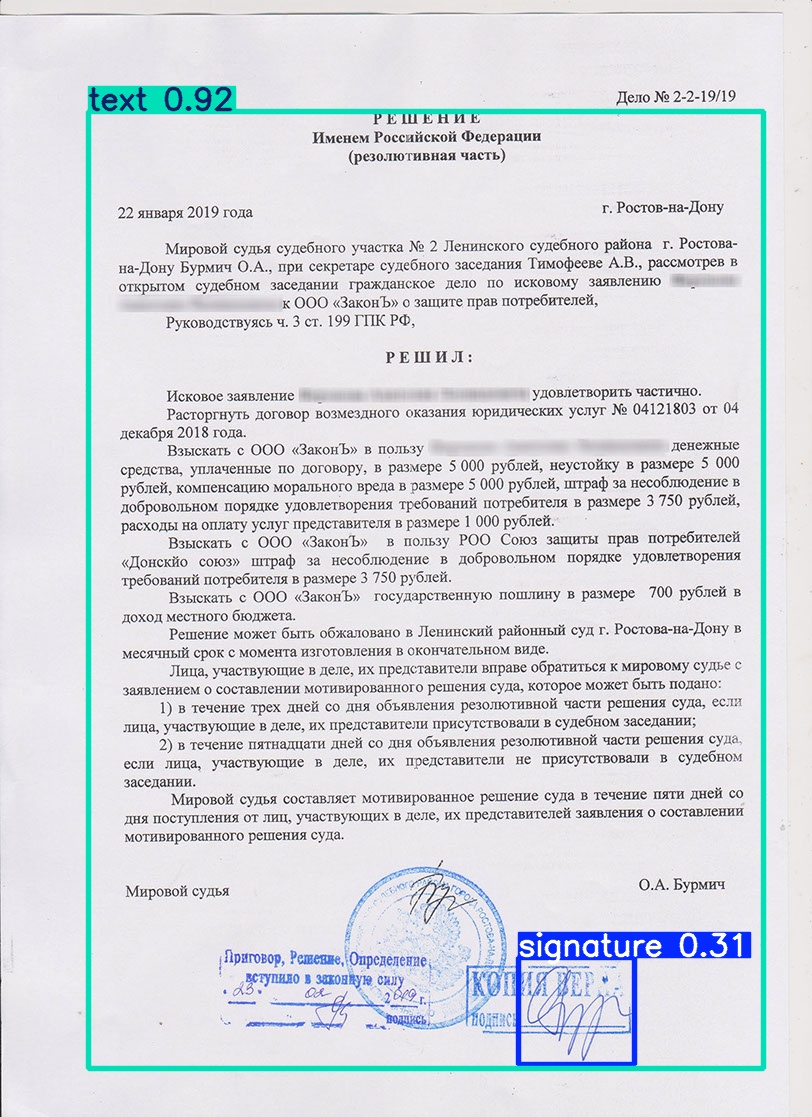 text 0.92
Дело № 2-2-19/19
РЕШЕНИЕ
Именем Российской Федерации
(резолютивная часть)
22 января 2019 года г. Ростов-на-Дону
Мировой судья судебного участка № 2 Ленинского судебного района г. Ростова-
на-Дону Бурмич О.А., при секретаре судебного заседания Тимофееве А.В., рассмотрев в
открытом судебном заседании гражданское дело по исковому заявлению
к ООО «ЗаконЪ» о защите прав потребителей,
Руководствуясь ч. 3 ст. 199 ГПК РФ,
РЕШИЛ:
Исковое заявление удовлетворить частично.
Расторгнуть договор возмездного оказания юридических услуг № 04121803 от 04
декабря 2018 года.
Взыскать с ООО «ЗаконЪ» в пользу денежные
средства, уплаченные по договору, в размере 5 000 рублей, неустойку в размере 5 000
рублей, компенсацию морального вреда в размере 5 000 рублей, штраф за несоблюдение в
добровольном порядке удовлетворения требований потребителя в размере 3 750 рублей,
расходы на оплату услуг представителя в размере 1 000 рублей.
Взыскать с ООО «ЗаконЪ» в пользу РОО Союз защиты прав потребителей
«Донскйо союз» штраф за несоблюдение в добровольном порядке удовлетворения
требований потребителя в размере 3 750 рублей.
Взыскать с ООО «ЗаконЪ» государственную пошлину в размере 700 рублей в
доход местного бюджета.
Решение может быть обжаловано в Ленинский районный суд г. Ростова-на-Дону в
месячный срок с момента изготовления в окончательном виде.
Лица, участвующие в деле, их представители вправе обратиться к мировому судье с
заявлением о составлении мотивированного решения суда, которое может быть подано:
1) в течение трех дней со дня объявления резолютивной части решения суда, если
лица, участвующие в деле, их представители присутствовали в судебном заседании;
2) в течение пятнадцати дней со дня объявления резолютивной части решения суда,
если лица, участвующие в деле, их представители не присутствовали в судебном
заседании.
Мировой судья составляет мотивированное решение суда в течение пяти дней со
дня поступления от лиц, участвующих в деле, их представителей заявления о составлении
мотивированного решения суда.
Мировой судья О.А. Бурмич
signature 0.31
Приговор, Решение, Определение
вступило в законную силу
23 02 2019 г.
подпись
КОПИЯ ВЕРНА
подпись